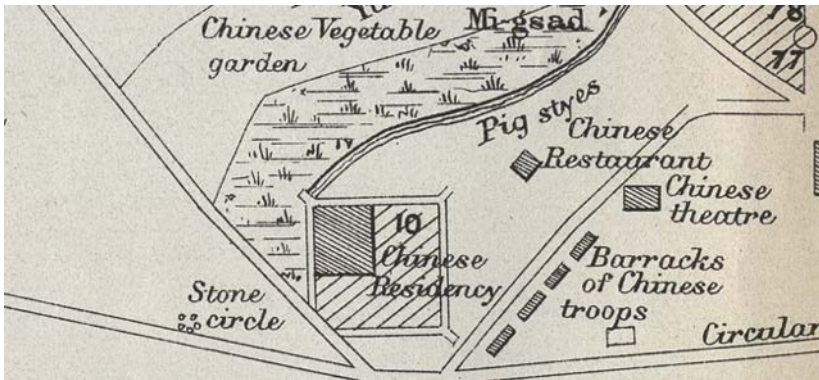 Mi-gsad
78
77
Chinese Vegetable
garden
Pig styes
Chinese
Restaurant
Chinese
theatre
10
Chinese
Residency
Barracks
of Chinese
troops
Stone
circle
Circular